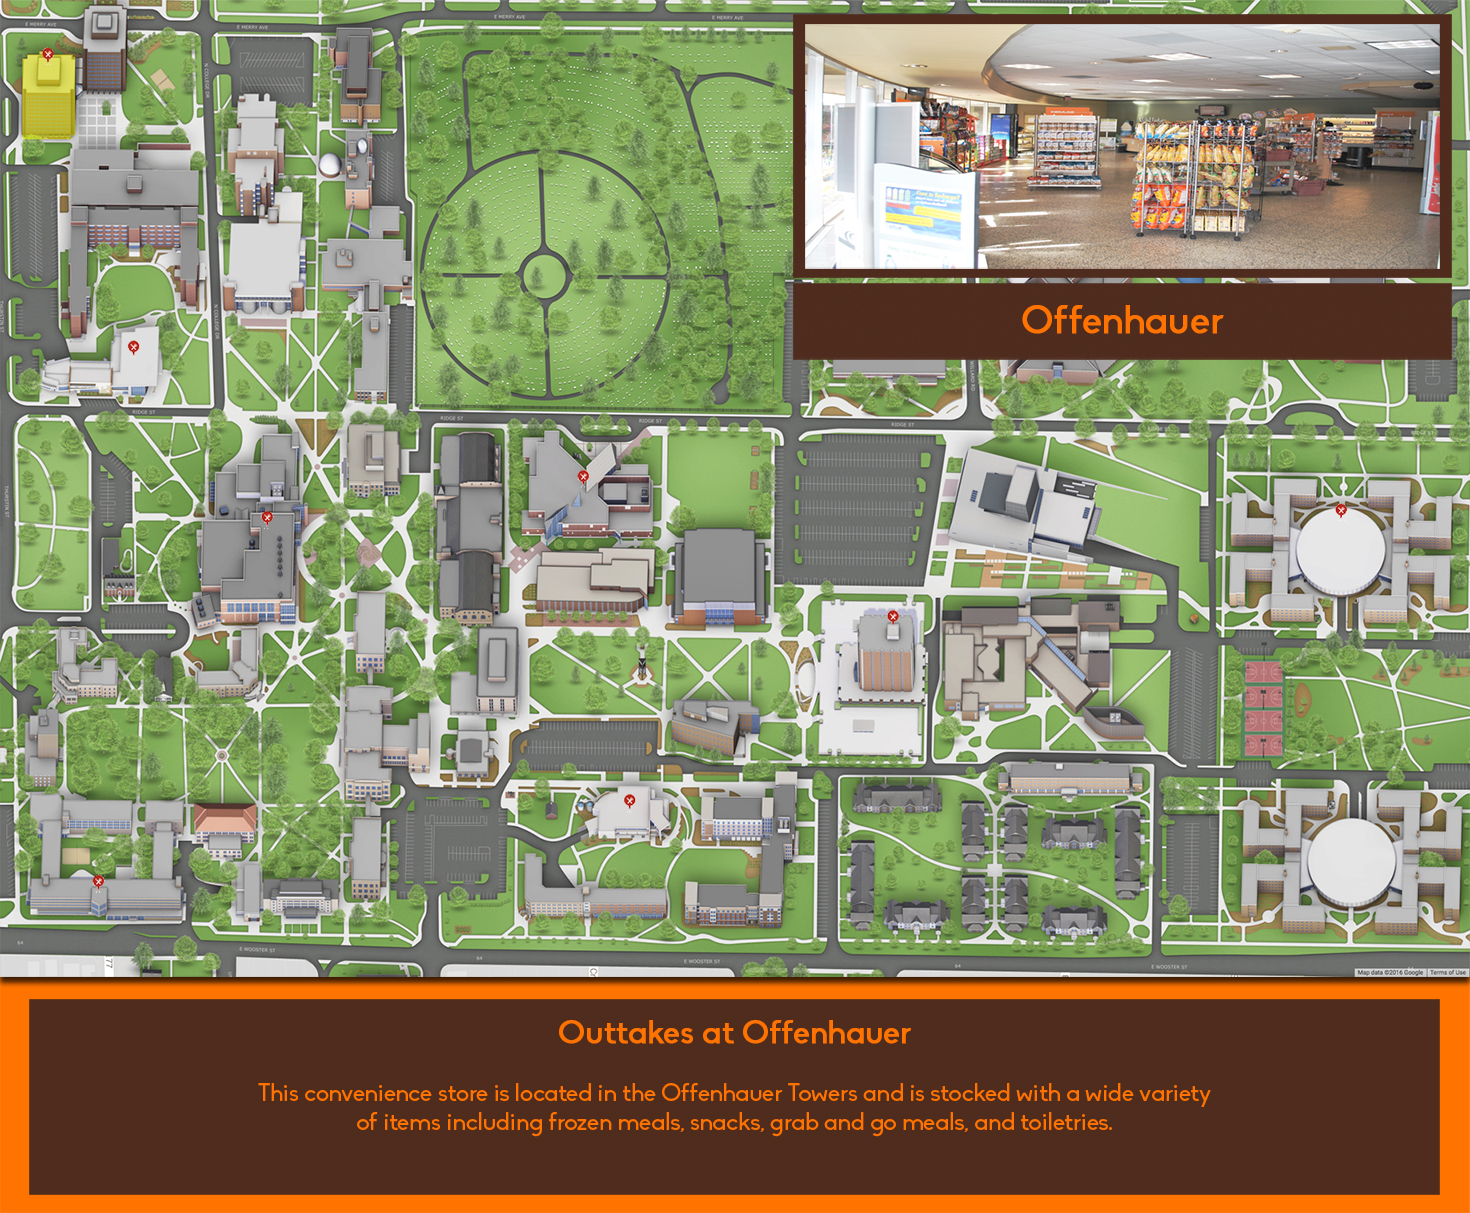 E MERRY AVE
E MERRY AVE
E MERRY AVE
E MERRY AVE
N COLLEGE DR
N COLLEGE DR
Offenhauer
RIDGE ST
RIDGE ST
RIDGE ST
RIDGE ST
THURSTIN ST
64
E WOOSTER ST
64
E WOOSTER ST
64
E WOOSTER ST
Map data ©2016 Google
Terms of Use
Outtakes at Offenhauer
This convenience store is located in the Offenhauer Towers and is stocked with a wide variety
of items including frozen meals, snacks, grab and go meals, and toiletries.